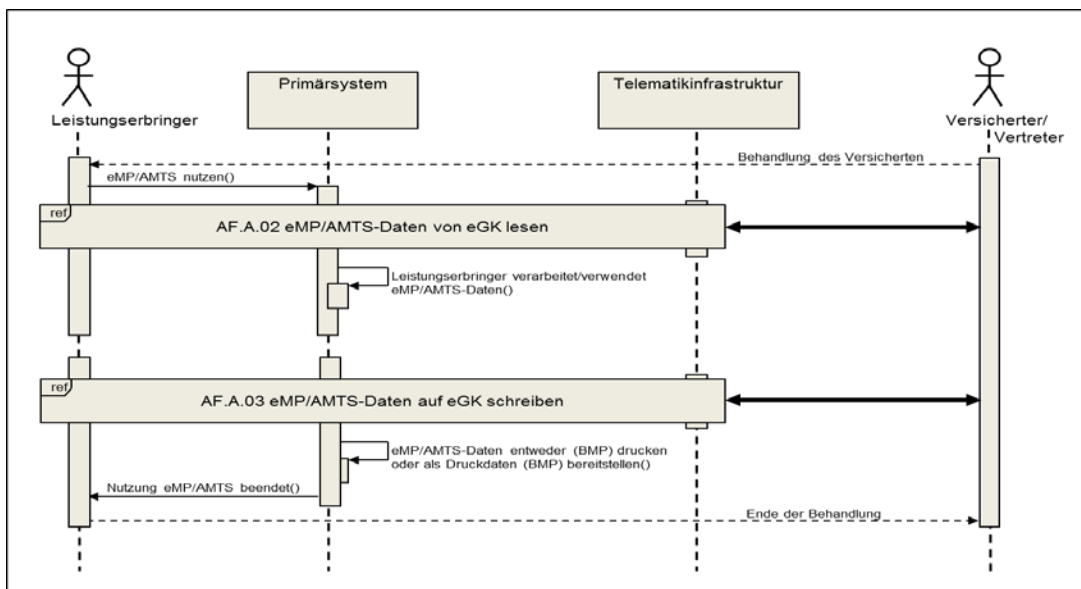 Primärsystem
Telematikinfrastruktur
Leistungserbringer
Versicherter/
Vertreter
Behandlung des Versicherten
eMP/AMTS nutzen()
ref
AF.A.02 eMP/AMTS-Daten von eGK lesen
Leistungserbringer verarbeitet/verwendet
eMP/AMTS-Daten()
ref
AF.A.03 eMP/AMTS-Daten auf eGK schreiben
eMP/AMTS-Daten entweder (BMP) drucken
oder als Druckdaten (BMP) bereitstellen()
Nutzung eMP/AMTS beendet()
Ende der Behandlung